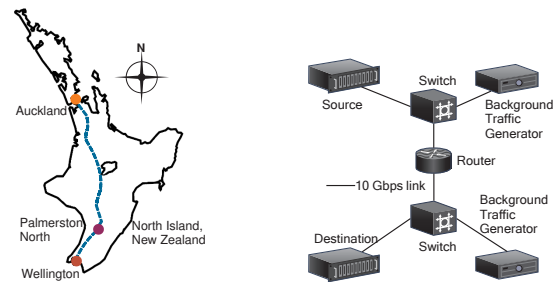 N
Auckland
Palmerston
North
North Island,
New Zealand
Wellington
Switch
Source
Background
Traffic
Generator
Router
10 Gbps link
Background
Traffic
Generator
Destination
Switch